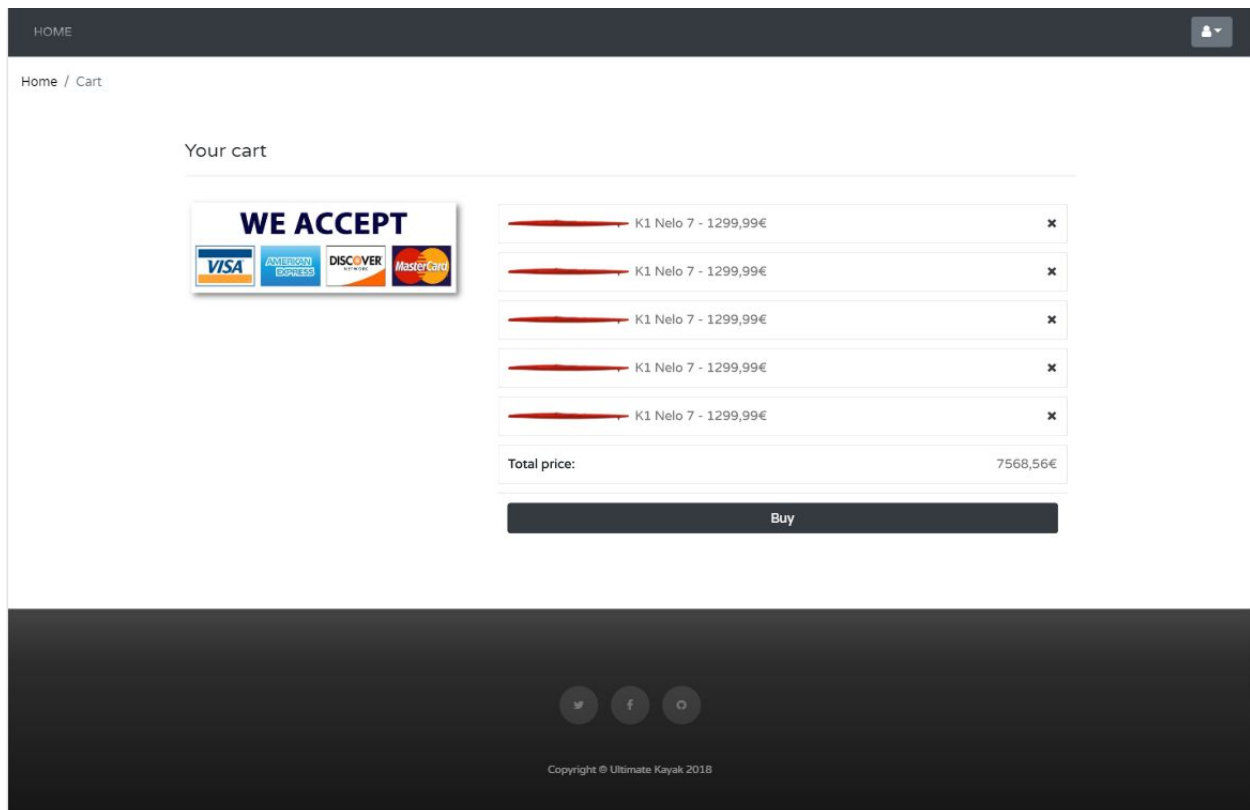 HOME
Home / Cart
Your cart
WE ACCEPT
VISA AMERICAN EXPRESS DISCOVER NETWORK MasterCard
K1 Nelo 7 - 1299,99€
K1 Nelo 7 - 1299,99€
K1 Nelo 7 - 1299,99€
K1 Nelo 7 - 1299,99€
K1 Nelo 7 - 1299,99€
Total price: 7568,56€
Buy
Copyright © Ultimate Kayak 2018